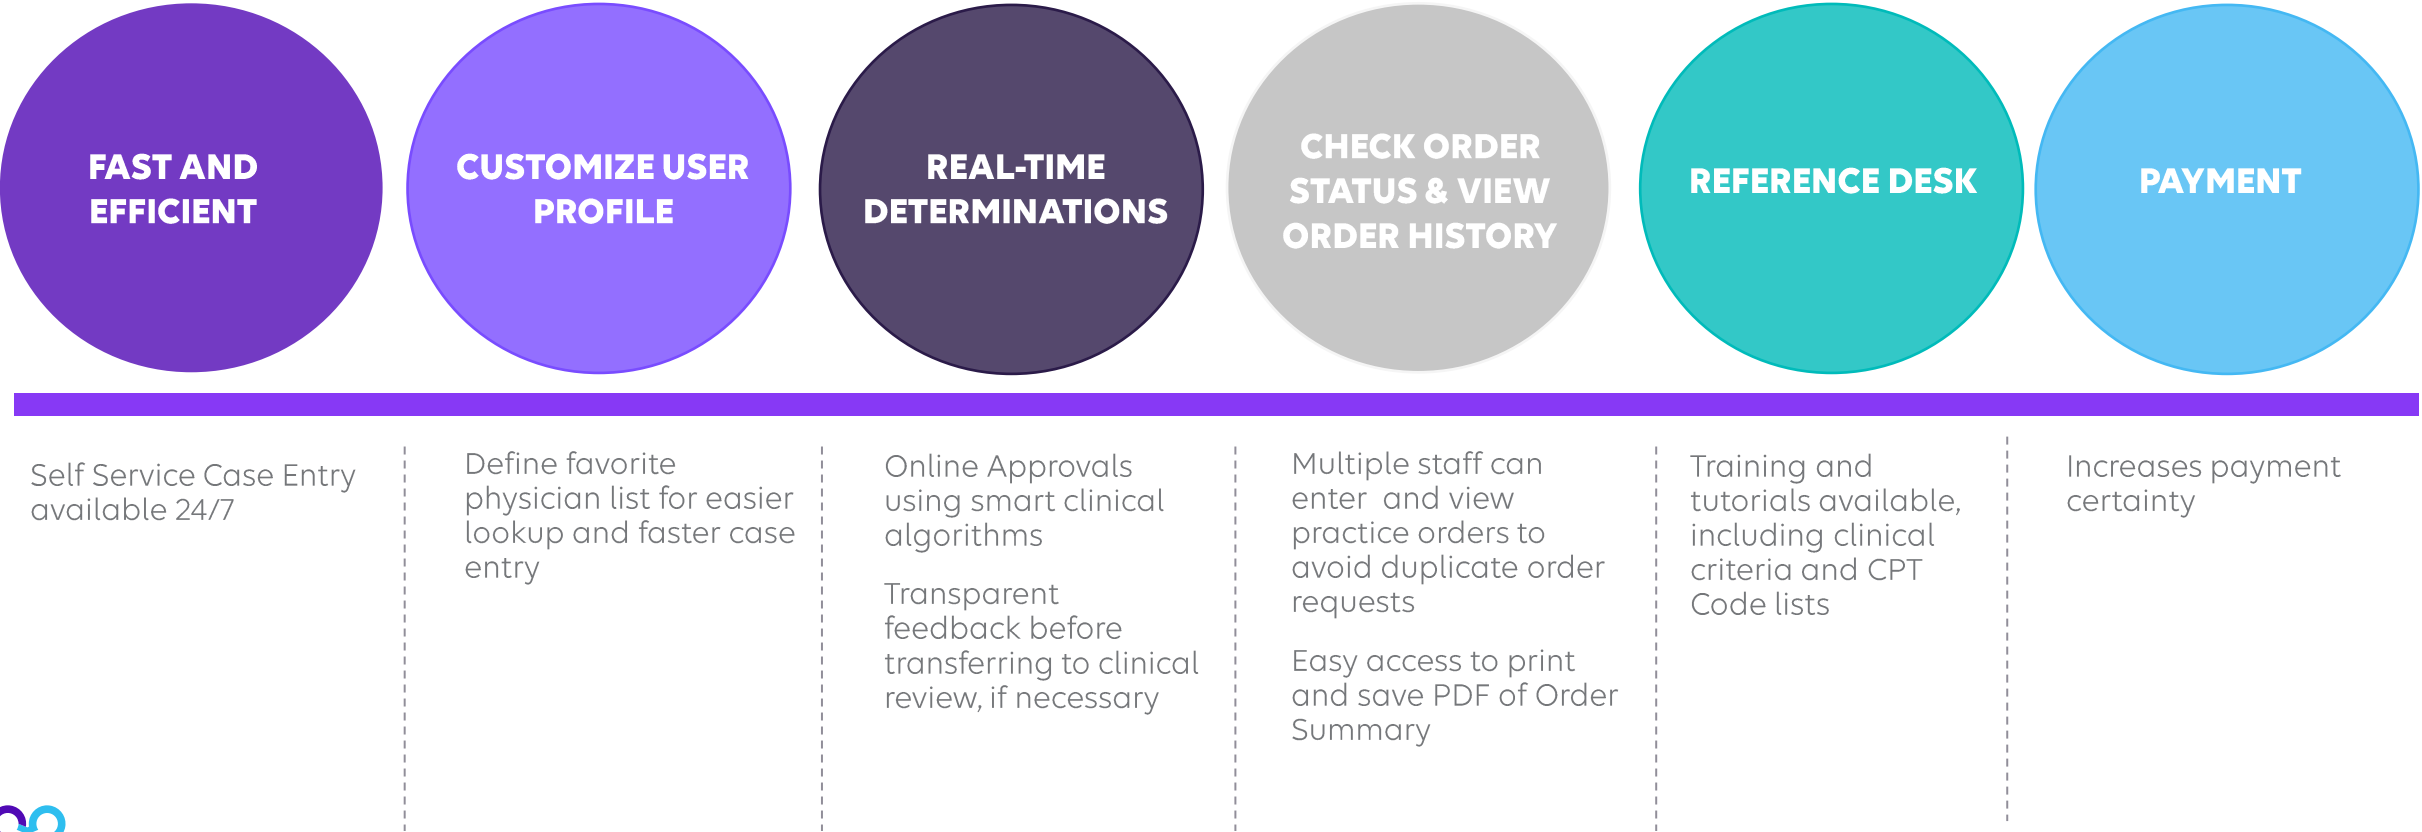 FAST AND
EFFICIENT
CUSTOMIZE USER
PROFILE
REAL-TIME
DETERMINATIONS
CHECK ORDER
STATUS & VIEW
ORDER HISTORY
REFERENCE DESK
PAYMENT
Self Service Case Entry
available 24/7
Define favorite
physician list for easier
lookup and faster case
entry
Online Approvals
using smart clinical
algorithms
Transparent
feedback before
transferring to clinical
review, if necessary
Multiple staff can
enter  and view
practice orders to
avoid duplicate order
requests
Easy access to print
and save PDF of Order
Summary
Training and
tutorials available,
including clinical
criteria and CPT
Code lists
Increases payment
certainty